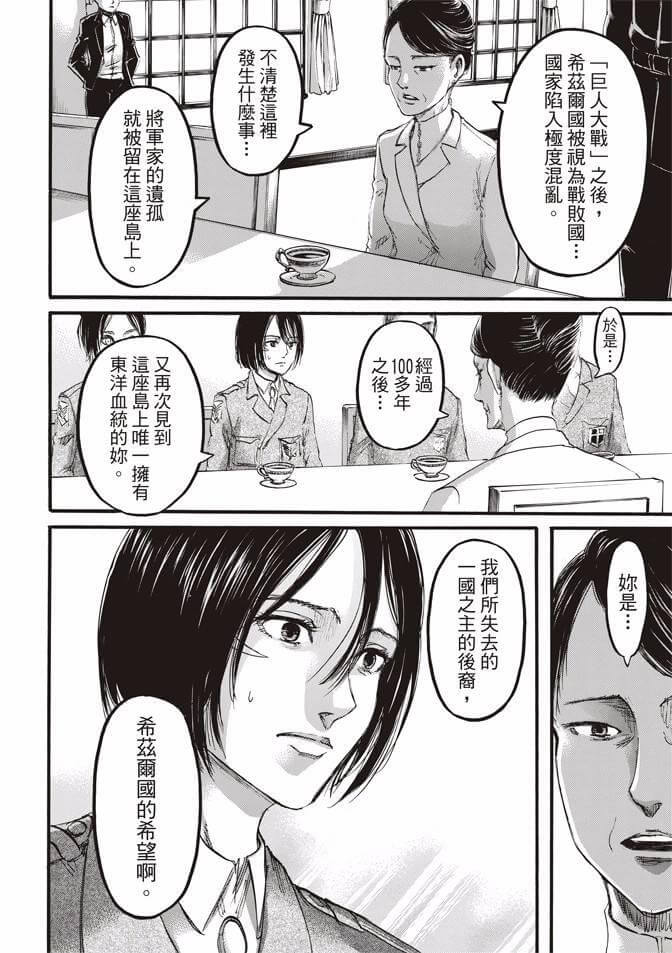 「巨人大戰」之後，
希茲爾國被視為戰敗國…
國家陷入極度混亂。
不清楚這裡
發生什麼事…
將軍家的遺孤
就被留在這座島上。
於是…
經過
100多年
之後…
又再次見到
這座島上唯一擁有
東洋血統的妳。
妳是…
我們所失去的
一國之主的後裔，
希茲爾國的希望啊。